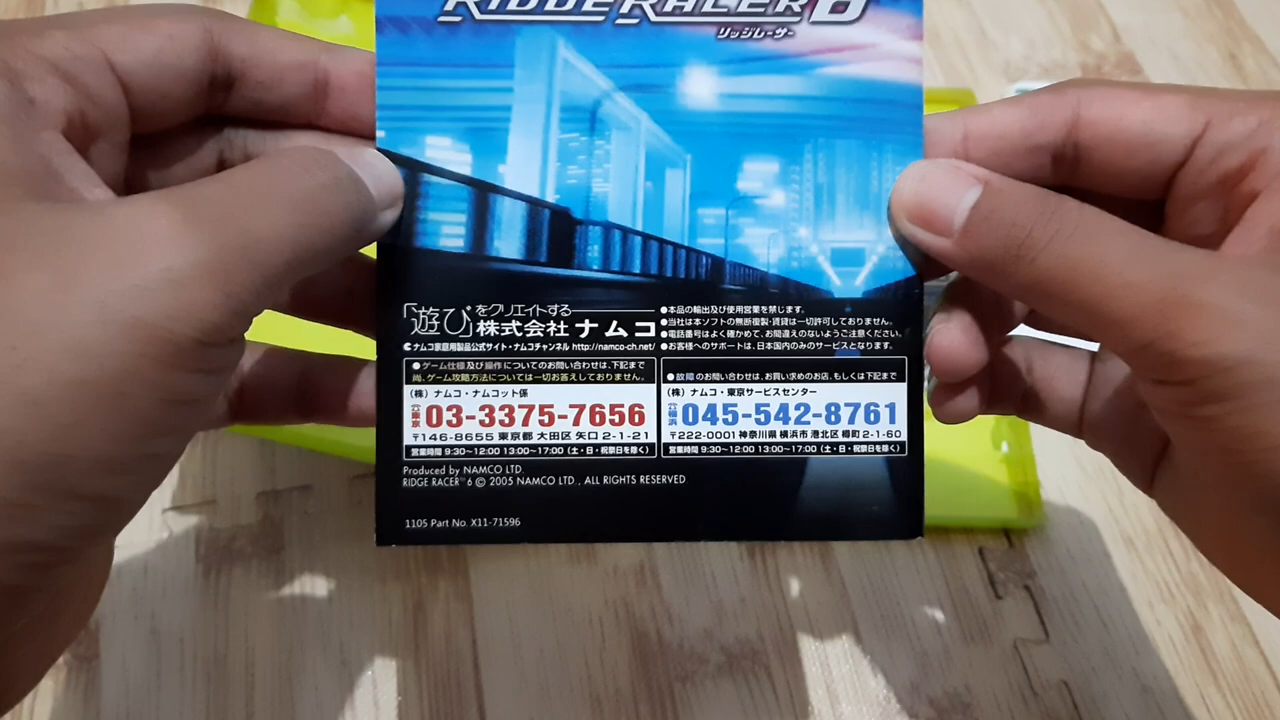 RIDGE RACER 6
リッジレーサー
「遊び」をクリエイトする
株式会社ナムコ
ナムコ家庭用製品公式サイト・ナムコチャンネル http://namco-ch.net/
●本品の輸出及び使用営業を禁じます。
●当社は本ソフトの無断複製・賃貸は一切許可しておりません。
●電話番号はよく確かめて、お間違えのないようご注意ください。
●お客様へのサポートは、日本国内のみのサービスとなります。
●ゲーム仕様及び操作についてのお問い合わせは、下記まで
尚、ゲーム攻略方法については一切お答えしておりません。
(株)ナムコ・ナムコット係
東京 03-3375-7656
〒146-8655 東京都 大田区 矢口 2-1-21
営業時間 9:30~12:00 13:00~17:00 (土・日・祝祭日を除く)
●故障のお問い合わせは、お買い求めのお店、もしくは下記まで
(株)ナムコ・東京サービスセンター
横浜 045-542-8761
〒222-0001 神奈川県 横浜市 港北区 樽町 2-1-60
営業時間 9:30~12:00 13:00~17:00 (土・日・祝祭日を除く)
Produced by NAMCO LTD.
RIDGE RACER™ 6 © 2005 NAMCO LTD., ALL RIGHTS RESERVED
1105 Part No. X11-71596